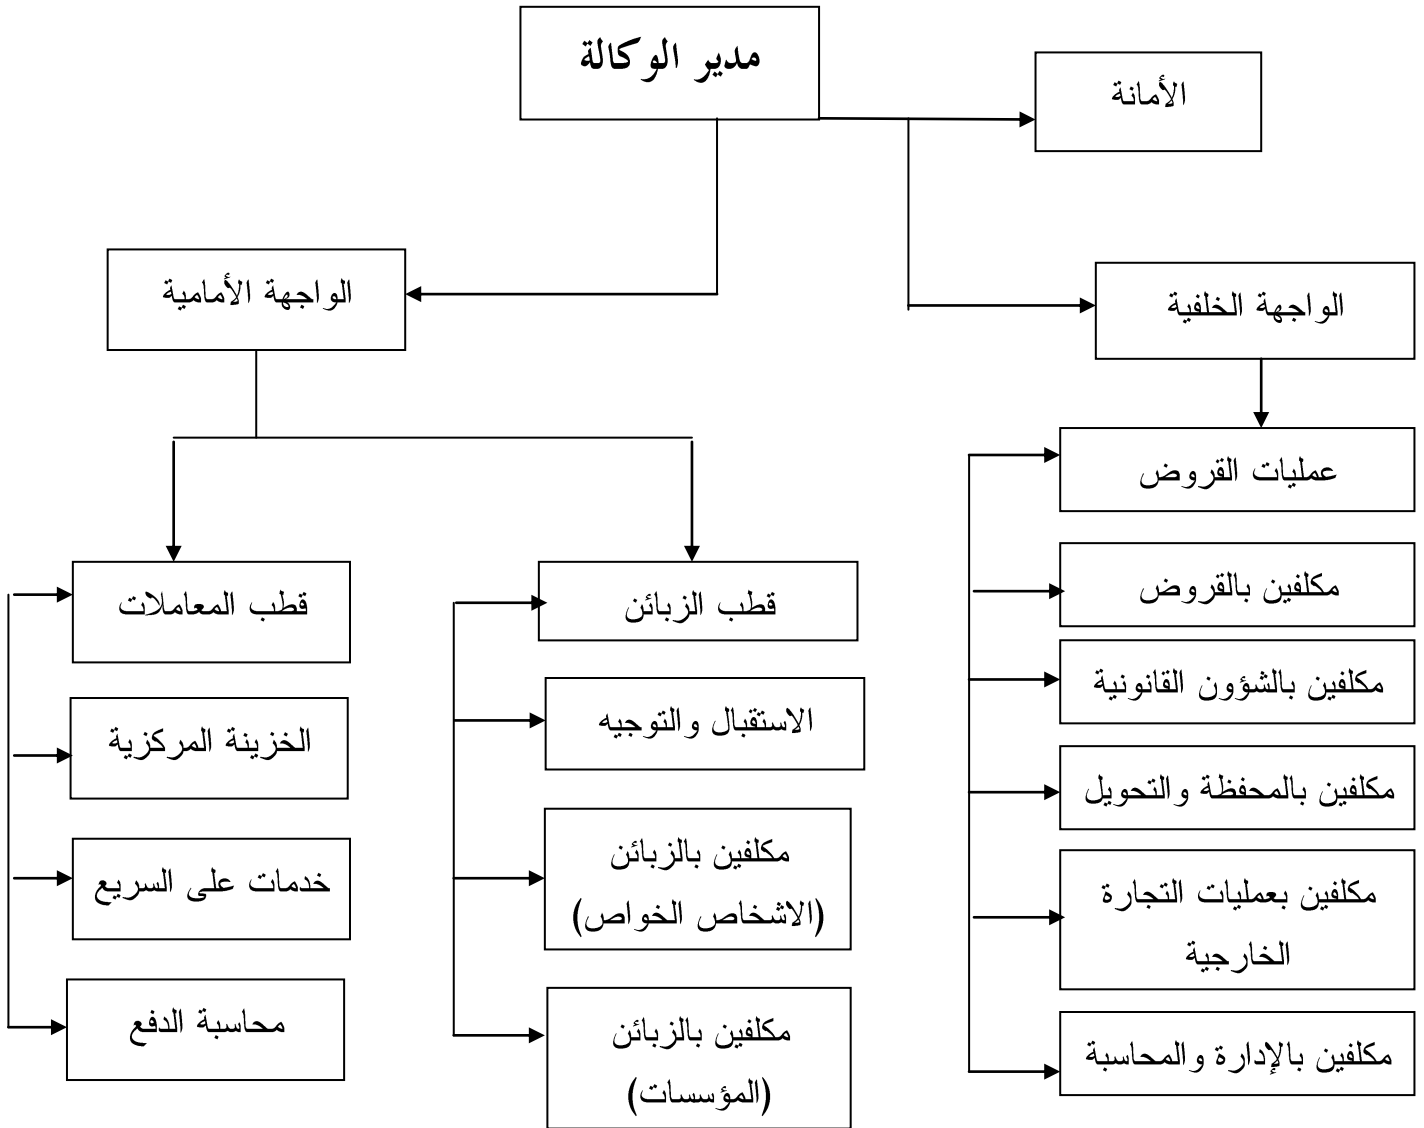 مدير الوكالة
الأمانة
الواجهة الخلفية
الواجهة الأمامية
عمليات القروض
مكلفين بالقروض
مكلفين بالشؤون القانونية
مكلفين بالمحفظة والتحويل
مكلفين بعمليات التجارة
الخارجية
مكلفين بالإدارة والمحاسبة
قطب الزبائن
الاستقبال والتوجيه
مكلفين بالزبائن
(الاشخاص الخواص)
مكلفين بالزبائن
(المؤسسات)
قطب المعاملات
الخزينة المركزية
خدمات على السريع
محاسبة الدفع